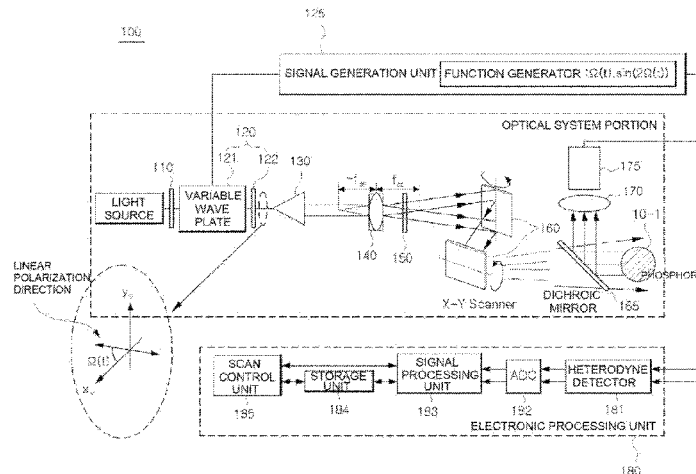 125
100
SIGNAL GENERATION UNIT
FUNCTION GENERATOR :Ω(t),sin(2Ω(t))
OPTICAL SYSTEM PORTION
120
110
121
122
130
175
170
10-1
LIGHT SOURCE
VARIABLE WAVE PLATE
140
150
160
X-Y Scanner
DICHROIC MIRROR
165
PHOSPHOR
LINEAR POLARIZATION DIRECTION
Ω(t)
SCAN CONTROL UNIT
185
STORAGE UNIT
184
SIGNAL PROCESSING UNIT
183
ADC
182
HETERODYNE DETECTOR
181
ELECTRONIC PROCESSING UNIT
180